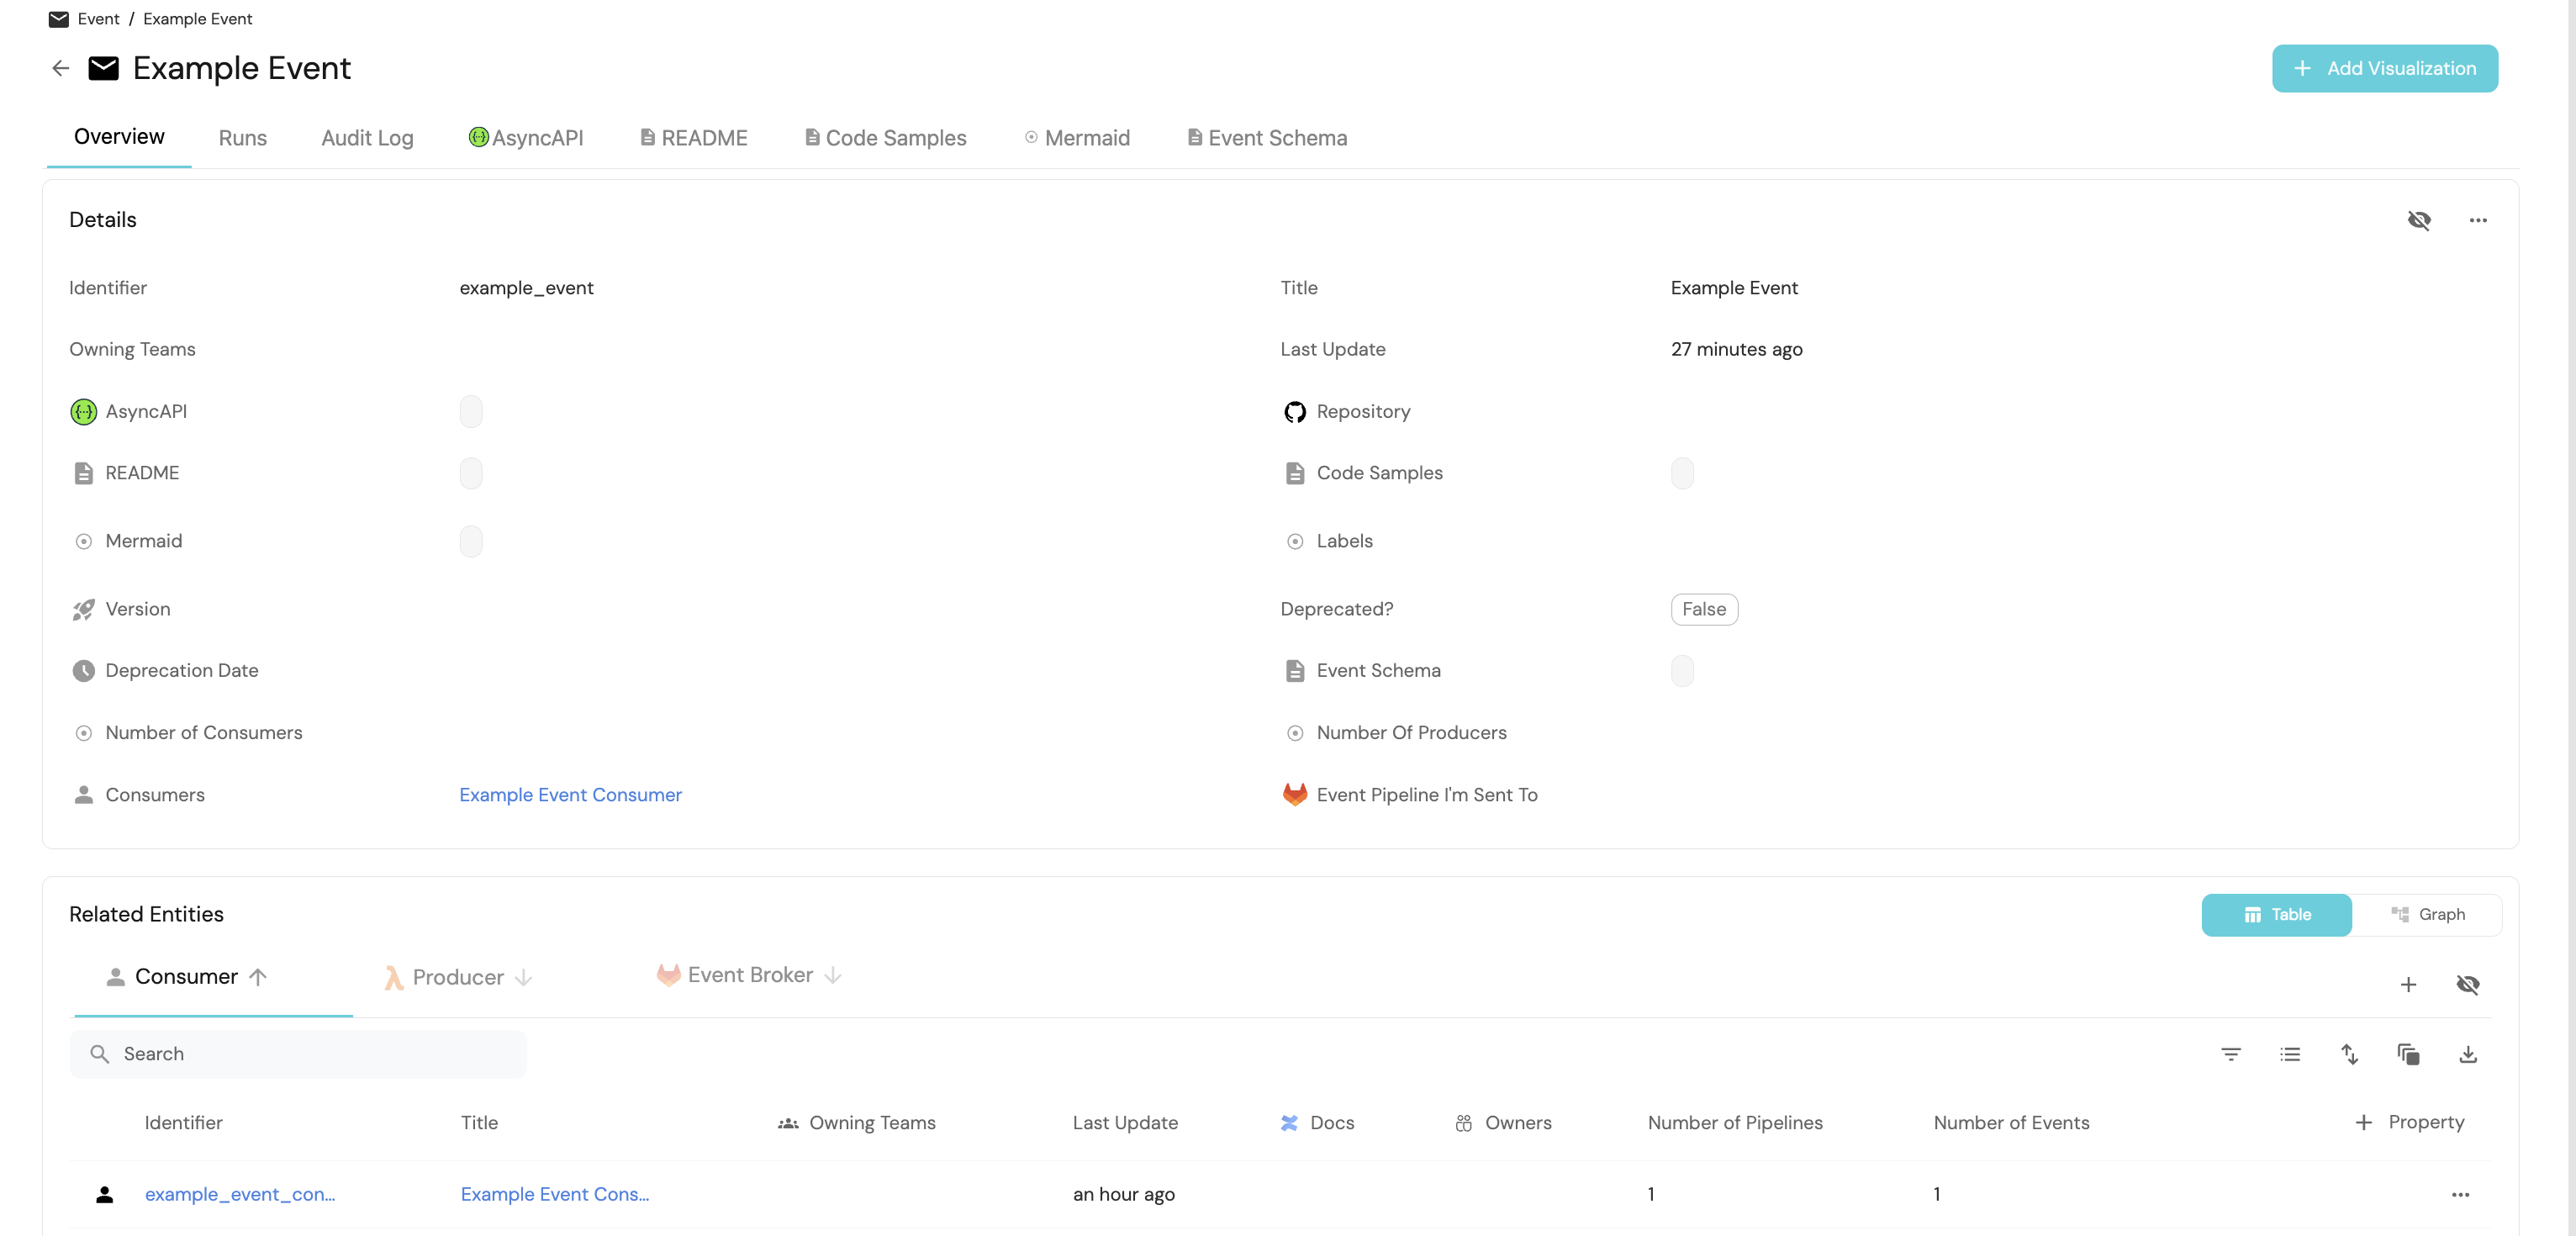 Event / Example Event
Example Event
+ Add Visualization
Overview Runs Audit Log AsyncAPI README Code Samples Mermaid Event Schema
Details
Identifier example_event Title Example Event
Owning Teams Last Update 27 minutes ago
AsyncAPI Repository
README Code Samples
Mermaid Labels
Version Deprecated? False
Deprecation Date Event Schema
Number of Consumers Number Of Producers
Consumers Example Event Consumer Event Pipeline I'm Sent To
Related Entities Table Graph
Consumer Producer Event Broker
Search
Identifier Title Owning Teams Last Update Docs Owners Number of Pipelines Number of Events + Property
example_event_con... Example Event Cons... an hour ago 1 1